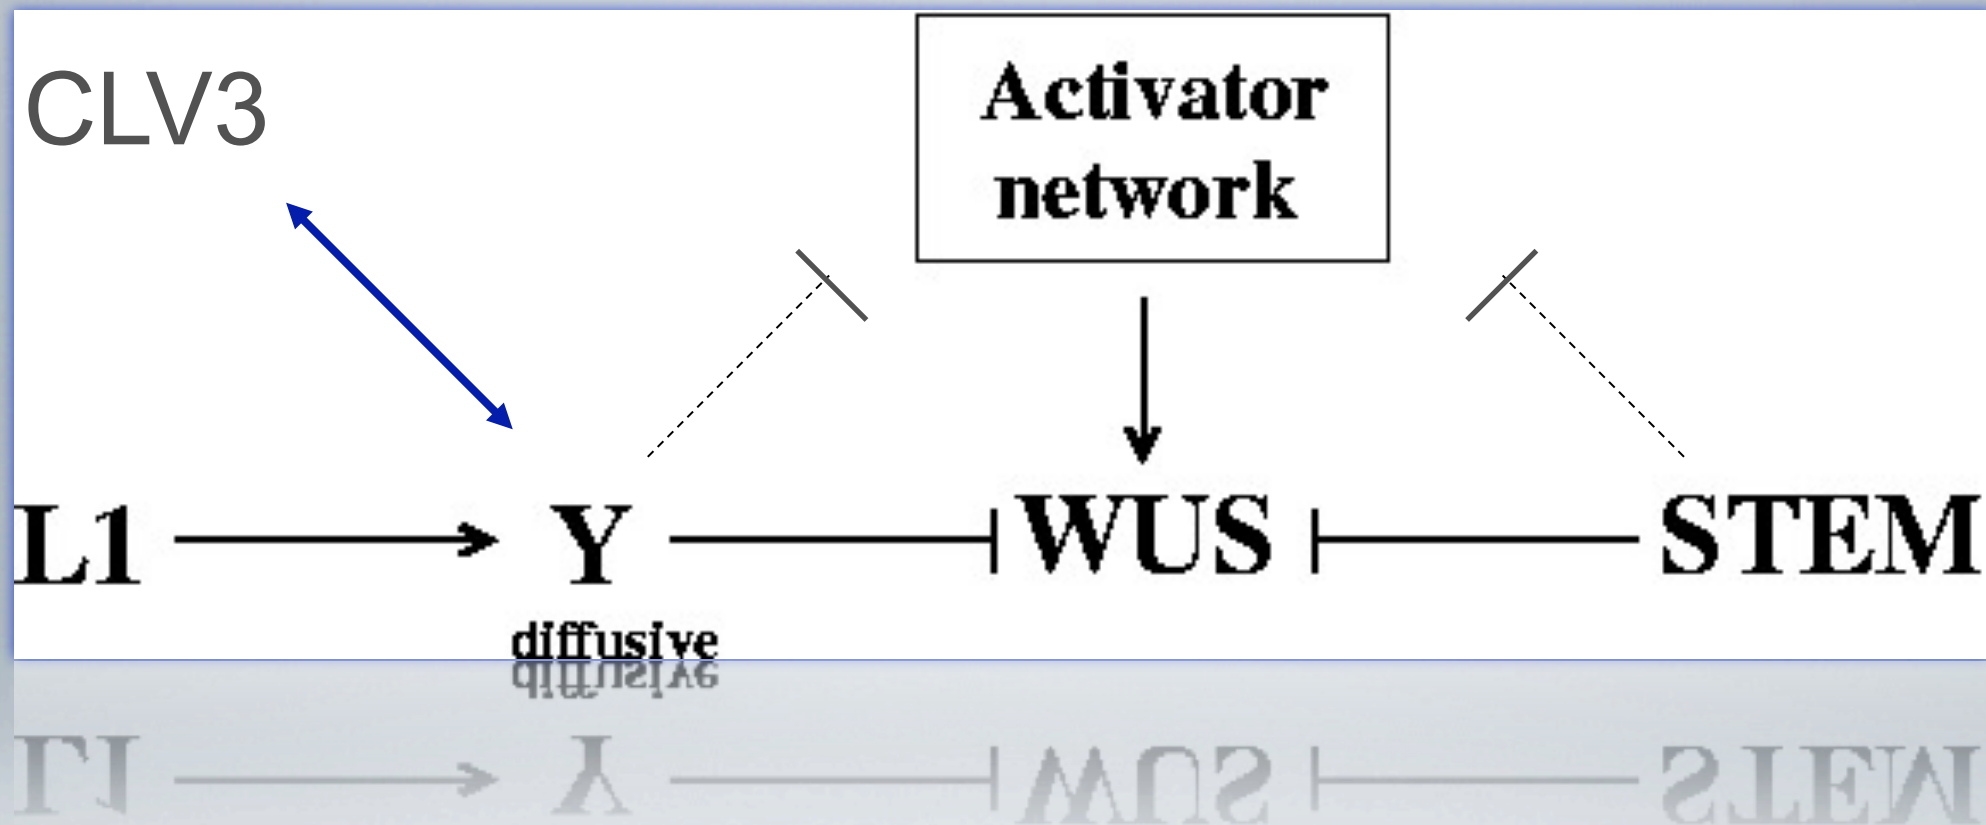 CLV3
Activator
network
L1 Y WUS STEM
diffusive